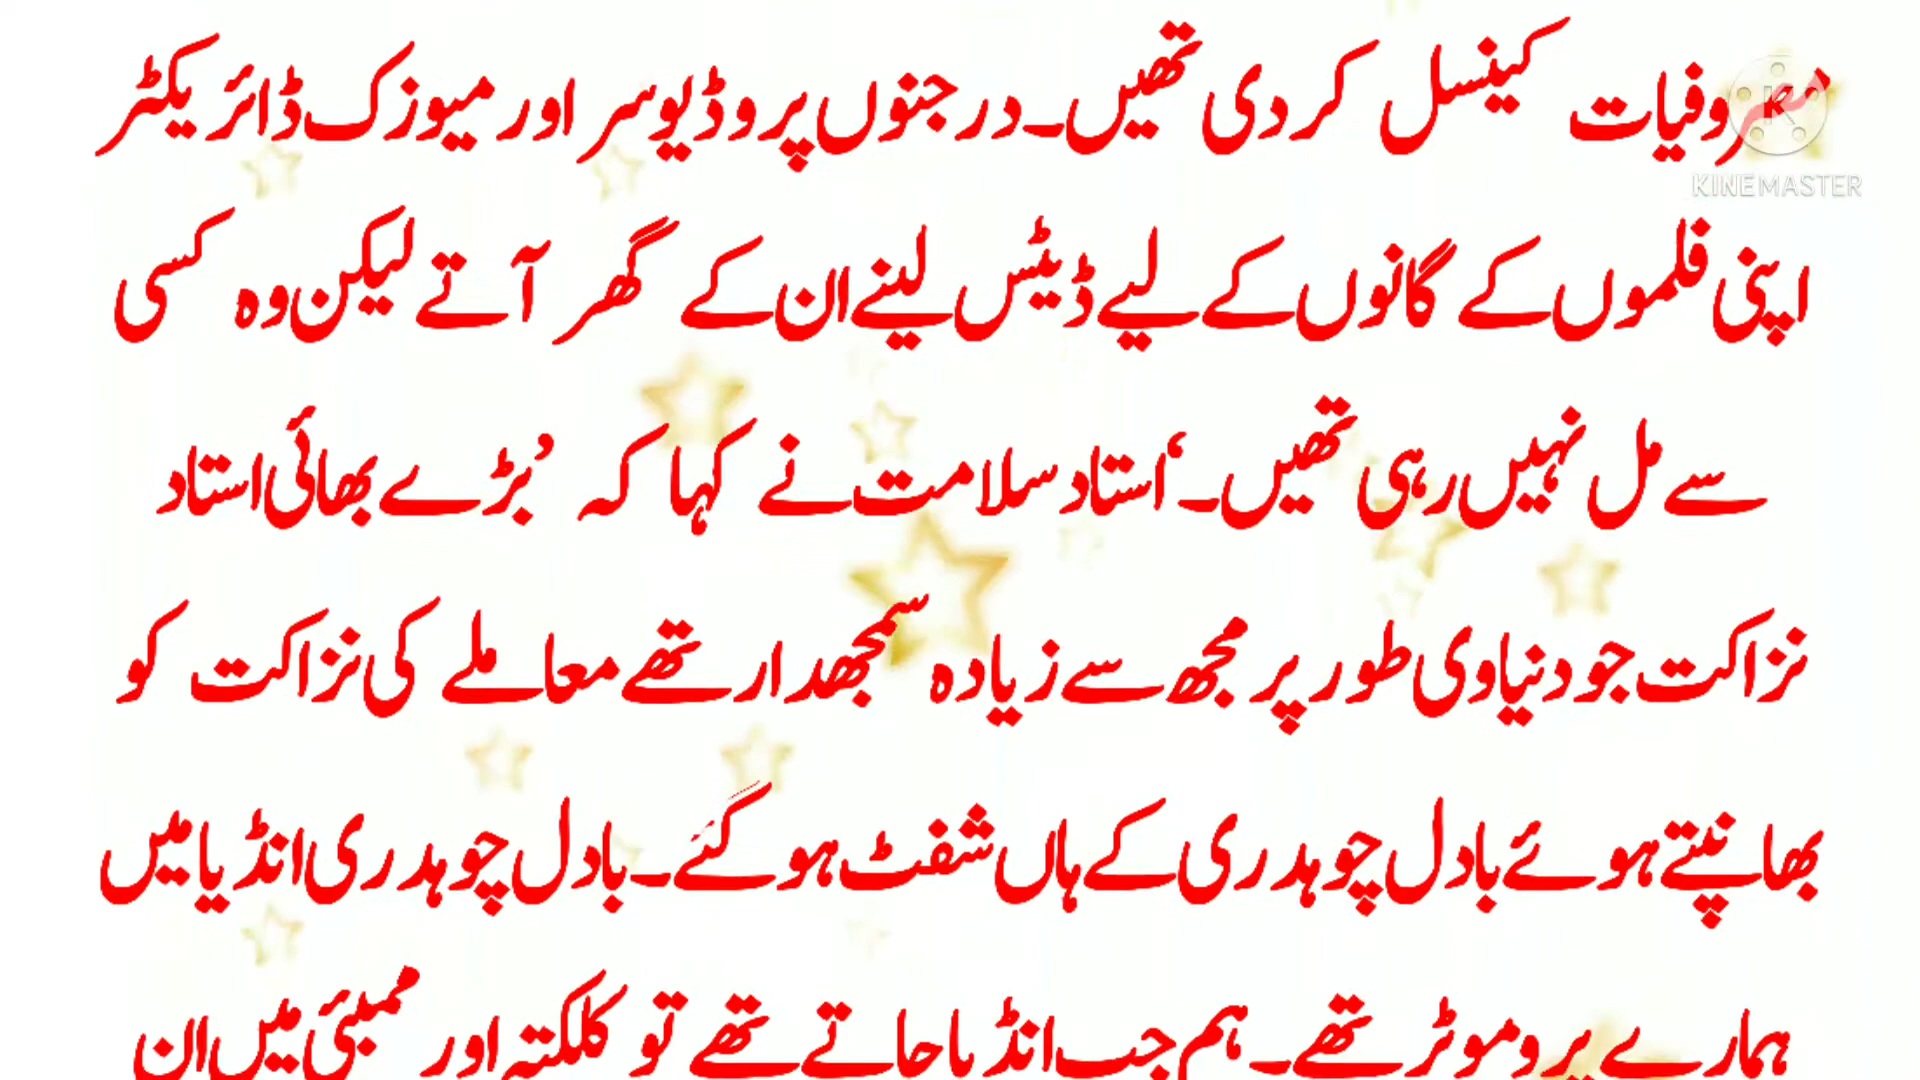 مصروفیات کینسل کر دی تھیں۔ درجنوں پروڈیوسر اور میوزک ڈائریکٹر
KINEMASTER
اپنی فلموں کے گانوں کے لیے ڈیٹس لینے ان کے گھر آتے لیکن وہ کسی
سے مل نہیں رہی تھیں۔‘ استاد سلامت نے کہا کہ ’بڑے بھائی استاد
نزاکت جو دنیاوی طور پر مجھ سے زیادہ سمجھدار تھے معاملے کی نزاکت کو
بھانپتے ہوئے بادل چوہدری کے ہاں شفٹ ہو گئے۔ بادل چوہدری انڈیا میں
ہمارے پروموٹر تھے۔ ہم جب انڈیا جاتے تھے تو کلکتہ اور ممبئی میں ان